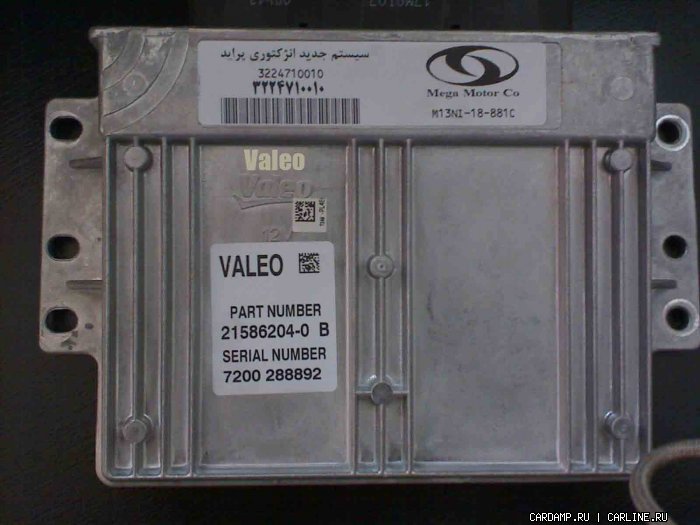 سیستم جدید انژکتوری پراید
3224710010
۳۲۲۴۷۱۰۰۱۰
Mega Motor Co
M13NI-18-881C
Valeo
Valeo
12
VALEO
PART NUMBER
21586204-0 B
SERIAL NUMBER
7200 288892
CARDAMP.RU | CARLINE.RU